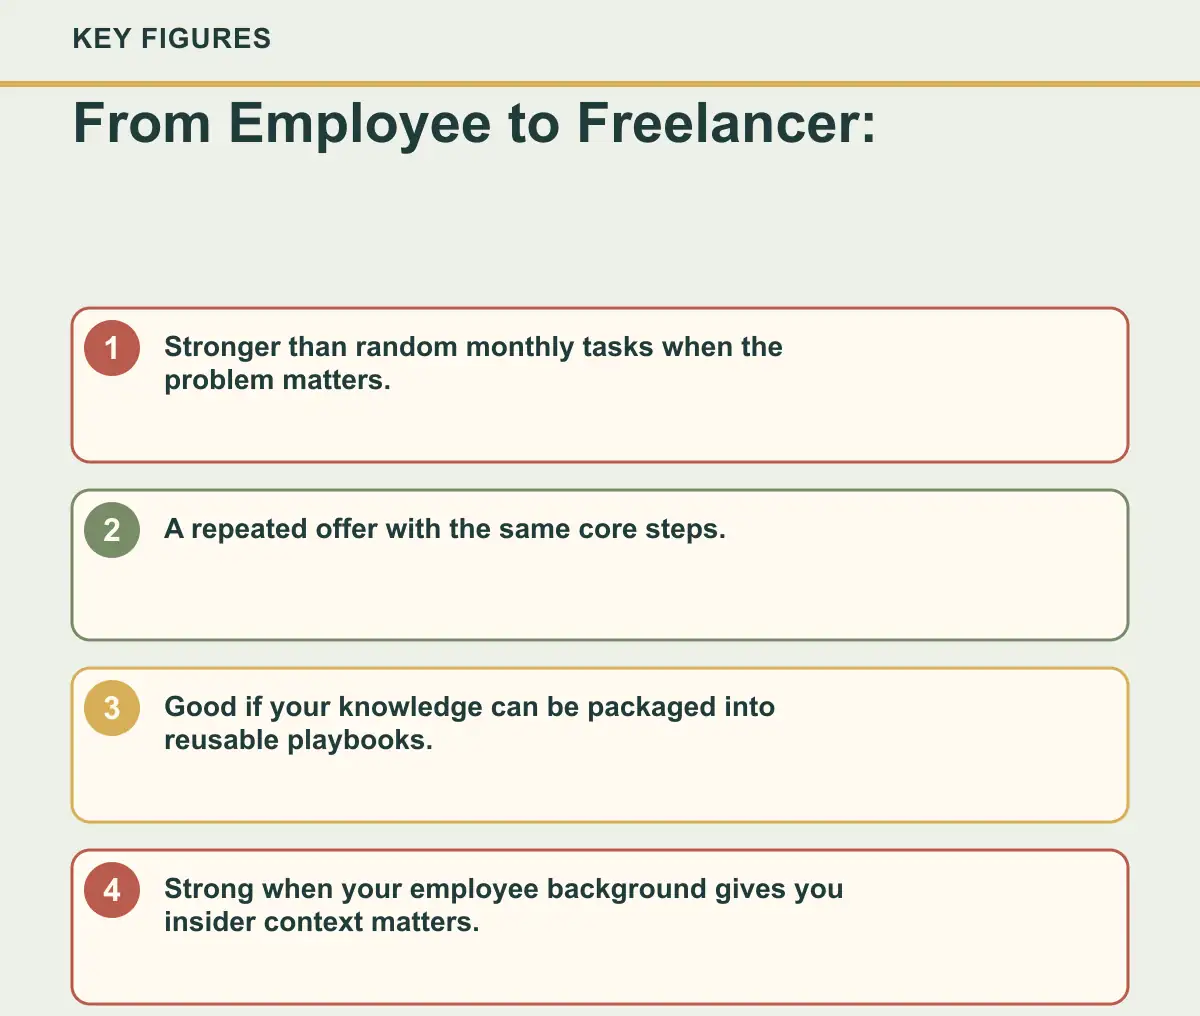 KEY FIGURES
From Employee to Freelancer:
1
Stronger than random monthly tasks when the
problem matters.
2
A repeated offer with the same core steps.
3
Good if your knowledge can be packaged into
reusable playbooks.
4
Strong when your employee background gives you
insider context matters.